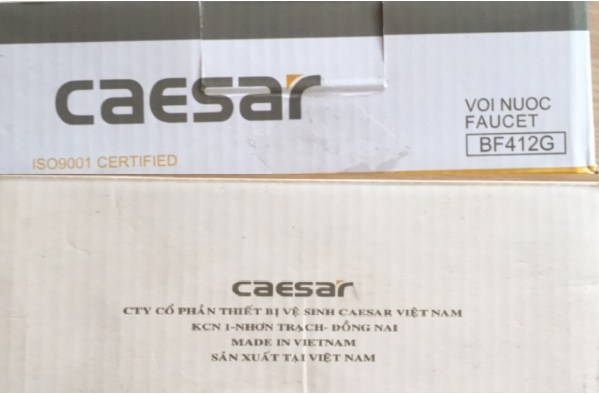 caesar
VOI NUOC
FAUCET
BF412G
ISO9001 CERTIFIED
caesar
CTY CỔ PHẦN THIẾT BỊ VỆ SINH CAESAR VIỆT NAM
KCN 1-NHƠN TRẠCH- ĐỒNG NAI
MADE IN VIETNAM
SẢN XUẤT TẠI VIỆT NAM